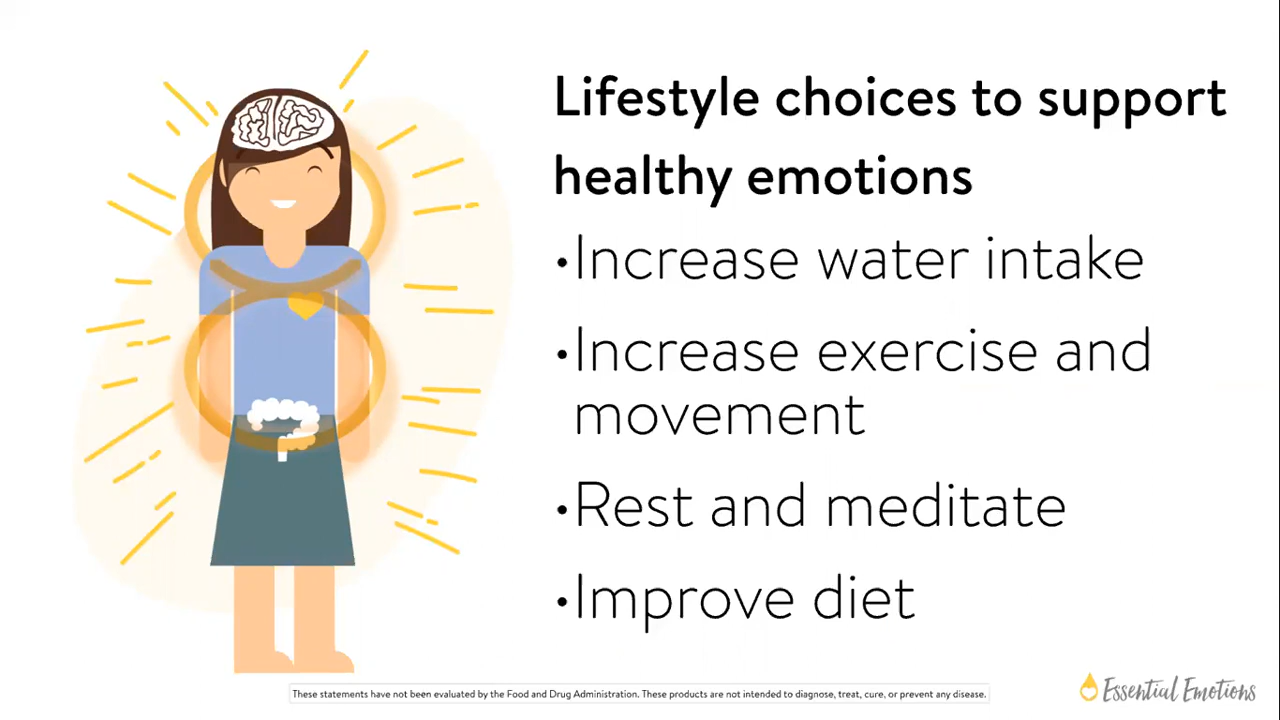 Lifestyle choices to support
healthy emotions
•Increase water intake
•Increase exercise and
movement
•Rest and meditate
•Improve diet
These statements have not been evaluated by the Food and Drug Administration. These products are not intended to diagnose, treat, cure, or prevent any disease.
Essential Emotions